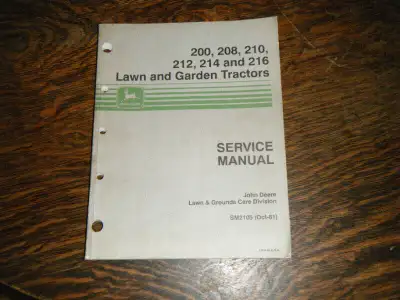 200, 208, 210,
212, 214 and 216
Lawn and Garden Tractors
SERVICE
MANUAL
John Deere
Lawn & Grounds Care Division
SM2105 (Oct-81)